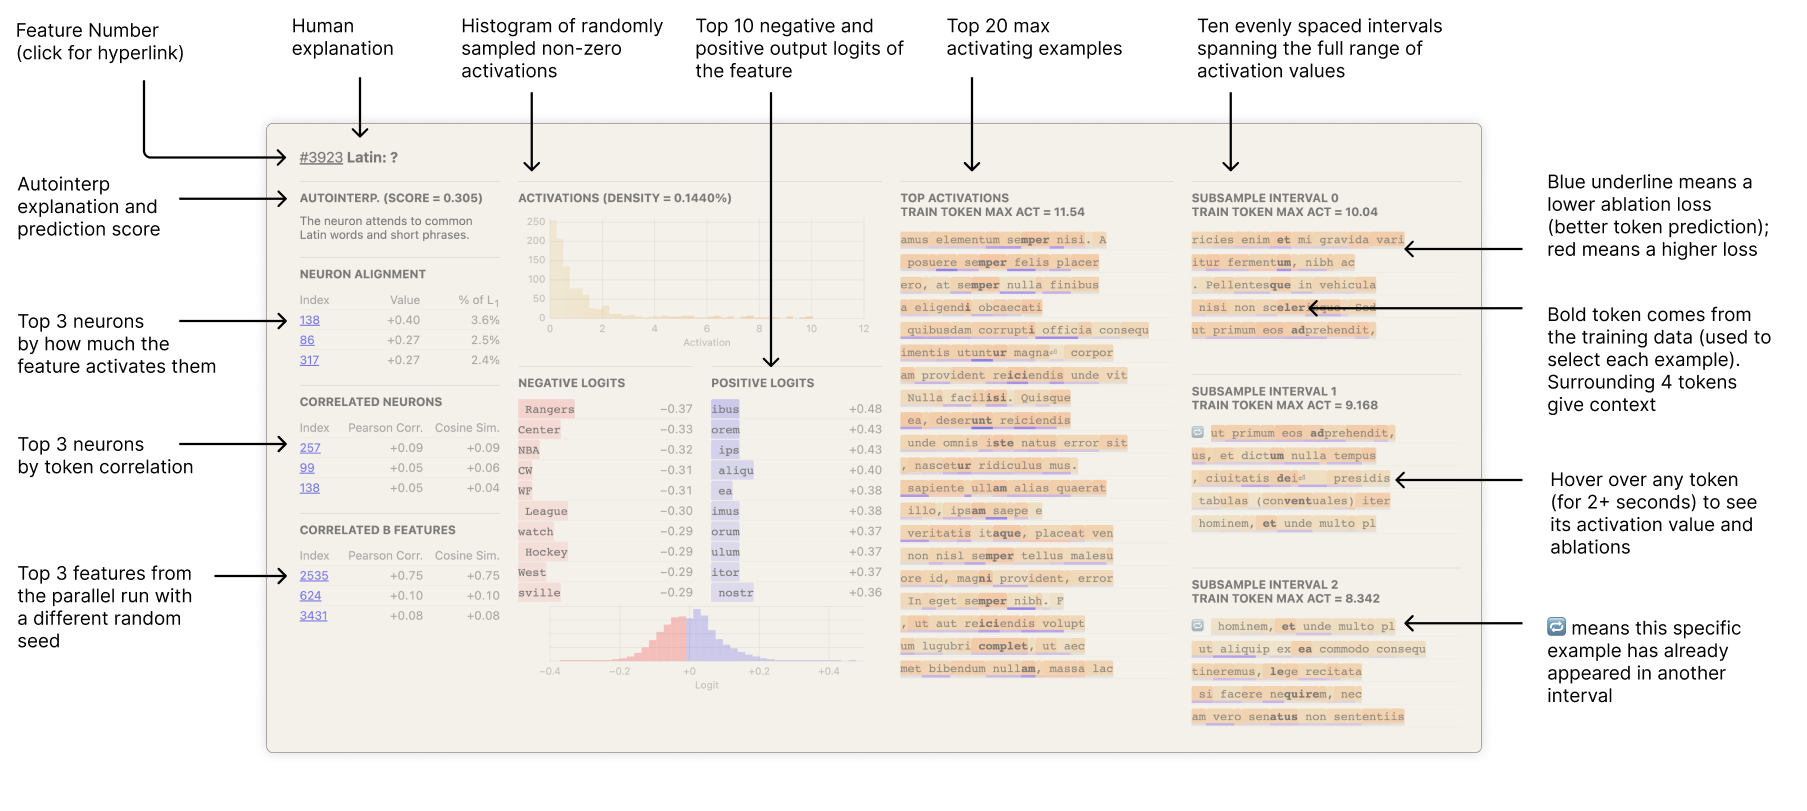 Feature Number
(click for hyperlink)
Human
explanation
Histogram of randomly
sampled non-zero
activations
Top 10 negative and
positive output logits of
the feature
Top 20 max
activating examples
Ten evenly spaced intervals
spanning the full range of
activation values
Autointerp
explanation and
prediction score
Top 3 neurons
by how much the
feature activates them
Top 3 neurons
by token correlation
Top 3 features from
the parallel run with
a different random
seed
#3923 Latin: ?
AUTOINTERP. (SCORE = 0.305)
The neuron attends to common
Latin words and short phrases.
NEURON ALIGNMENT
Index Value % of L1
138 +0.40 3.6%
86 +0.27 2.5%
317 +0.27 2.4%
CORRELATED NEURONS
Index Pearson Corr. Cosine Sim.
257 +0.09 +0.09
99 +0.05 +0.06
138 +0.05 +0.04
CORRELATED B FEATURES
Index Pearson Corr. Cosine Sim.
2535 +0.75 +0.75
624 +0.10 +0.10
3431 +0.08 +0.08
ACTIVATIONS (DENSITY = 0.1440%)
250
200
150
100
50
0
0 2 4 6 8 10 12
Activation
NEGATIVE LOGITS
Rangers −0.37
Center −0.33
NBA −0.32
CW −0.31
WF −0.31
League −0.30
watch −0.29
Hockey −0.29
West −0.29
sville −0.29
POSITIVE LOGITS
ibus +0.48
orem +0.43
ips +0.43
aliqu +0.40
ea +0.38
imus +0.38
orum +0.37
ulum +0.37
itor +0.37
nostr +0.36
−0.4 −0.2 +0 +0.2 +0.4
Logit
TOP ACTIVATIONS
TRAIN TOKEN MAX ACT = 11.54
amus elementum semper nisi. A
posuere semper felis placer
ero, at semper nulla finibus
a eligendi obcaecati
quibusdam corrupti officia consequ
imentis utuntur magna⏎ corpor
am provident reiciendis unde vit
Nulla facilisi. Quisque
ea, deserunt reiciendis
unde omnis iste natus error sit
, nascetur ridiculus mus.
sapiente ullam alias quaerat
illo, ipsam saepe e
veritatis itaque, placeat ven
non nisl semper tellus malesu
ore id, magni provident, error
In eget semper nibh. F
, ut aut reiciendis volupt
um lugubri complet, ut aec
met bibendum nullam, massa lac
SUBSAMPLE INTERVAL 0
TRAIN TOKEN MAX ACT = 10.04
ricies enim et mi gravida vari
itur fermentum, nibh ac
. Pellentesque in vehicula
nisi non scelerisque. Sed
ut primum eos adprehendit,
SUBSAMPLE INTERVAL 1
TRAIN TOKEN MAX ACT = 9.168
ut primum eos adprehendit,
us, et dictum nulla tempus
, ciuitatis dei⏎ presidis
tabulas (conventuales) iter
hominem, et unde multo pl
SUBSAMPLE INTERVAL 2
TRAIN TOKEN MAX ACT = 8.342
hominem, et unde multo pl
ut aliquip ex ea commodo consequ
tineremus, lege recitata
si facere nequirem, nec
am vero senatus non sententiis
Blue underline means a
lower ablation loss
(better token prediction);
red means a higher loss
Bold token comes from
the training data (used to
select each example).
Surrounding 4 tokens
give context
Hover over any token
(for 2+ seconds) to see
its activation value and
ablations
🔁 means this specific
example has already
appeared in another
interval